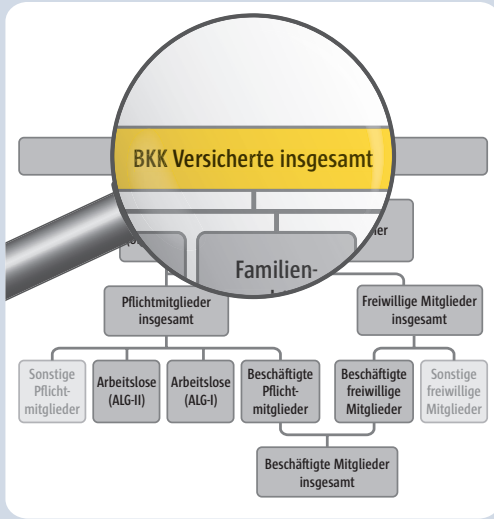 BKK Versicherte insgesamt
Familien-
Pflichtmitglieder
insgesamt
Freiwillige Mitglieder
insgesamt
Sonstige
Pflicht-
mitglieder
Arbeitslose
(ALG-II)
Arbeitslose
(ALG-I)
Beschäftigte
Pflicht-
mitglieder
Beschäftigte
freiwillige
Mitglieder
Sonstige
freiwillige
Mitglieder
Beschäftigte Mitglieder
insgesamt